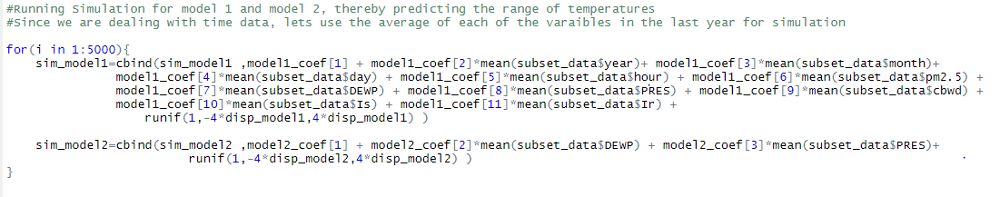 #Running Simulation for model 1 and model 2, thereby predicting the range of temperatures
#Since we are dealing with time data, lets use the average of each of the varaibles in the last year for simulation
for(i in 1:5000){
sim_model1=cbind(sim_model1 ,model1_coef[1] + model1_coef[2]*mean(subset_data$year)+ model1_coef[3]*mean(subset_data$month)+
model1_coef[4]*mean(subset_data$day) + model1_coef[5]*mean(subset_data$hour) + model1_coef[6]*mean(subset_data$pm2.5) +
model1_coef[7]*mean(subset_data$DEWP) + model1_coef[8]*mean(subset_data$PRES) + model1_coef[9]*mean(subset_data$cbwd) +
model1_coef[10]*mean(subset_data$Is) + model1_coef[11]*mean(subset_data$Ir) +
runif(1,-4*disp_model1,4*disp_model1) )
sim_model2=cbind(sim_model2 ,model2_coef[1] + model2_coef[2]*mean(subset_data$DEWP) + model2_coef[3]*mean(subset_data$PRES)+
runif(1,-4*disp_model2,4*disp_model2) )
}